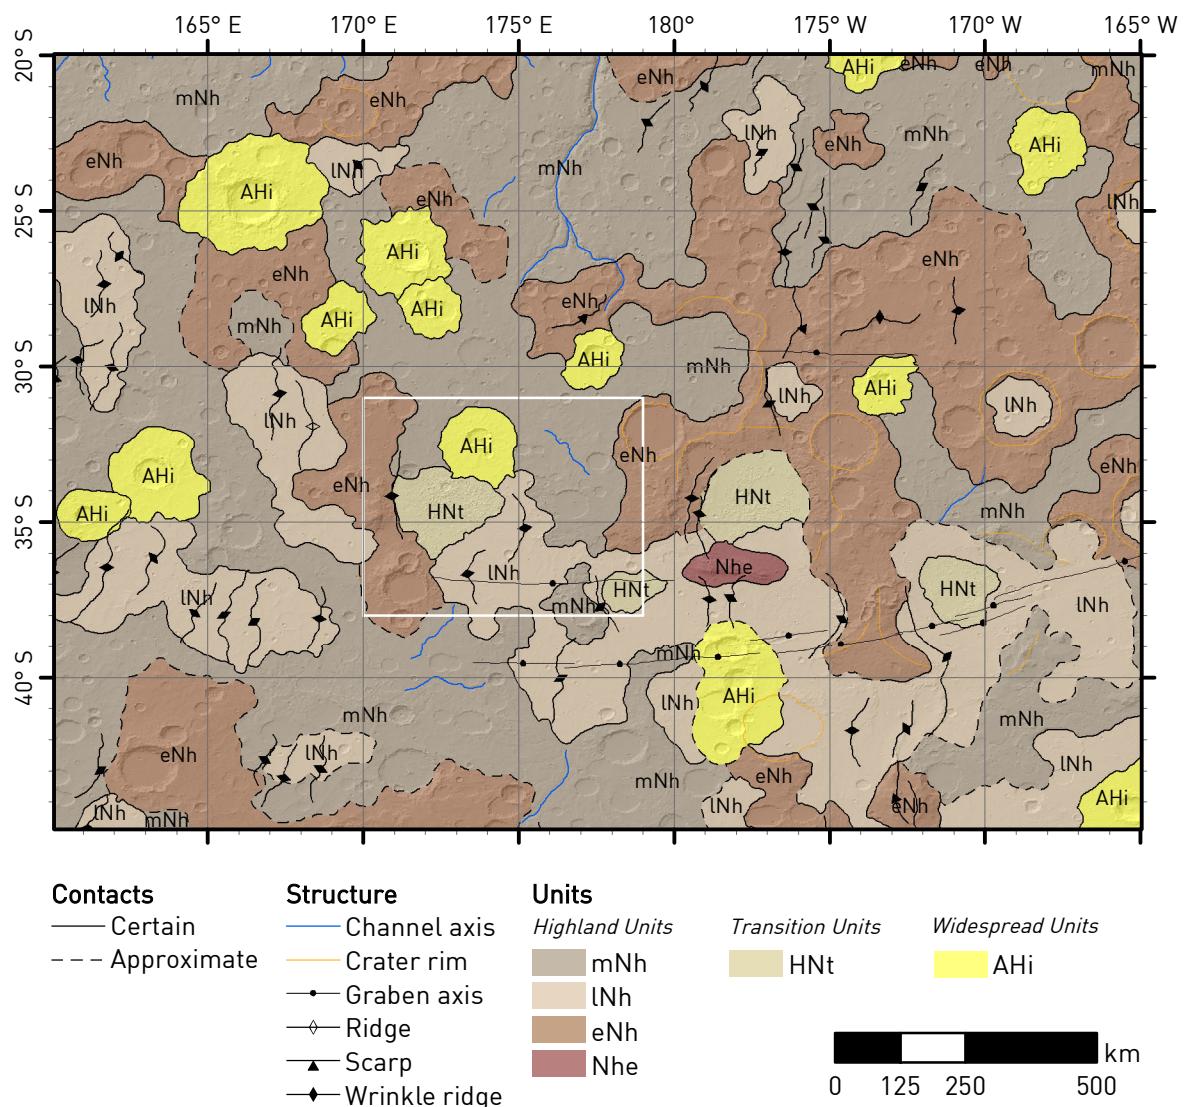 165° E 170° E 175° E 180° 175° W 170° W 165° W
20° S
AHi eNh eNh mNh
eNh
mNh eNh
lNh mNh
eNh AHi
eNh lNh mNh
AHi eNh lNh
25° S
AHi eNh
eNh
lNh AHi eNh
mNh AHi
AHi mNh
30° S
lNh AHi
lNh lNh
AHi eNh
AHi eNh HNt
AHi HNt mNh
35° S
lNh Nhe
HNt HNt
lNh mNh lNh
mNh
40° S
lNh AHi
mNh mNh
eNh lNh
mNh eNh lNh
lNh mNh lNh eNh AHi
Contacts
Certain
Approximate
Structure
Channel axis
Crater rim
Graben axis
Ridge
Scarp
Wrinkle ridge
Units
Highland Units
mNh
lNh
eNh
Nhe
Transition Units
HNt
Widespread Units
AHi
km
0 125 250 500